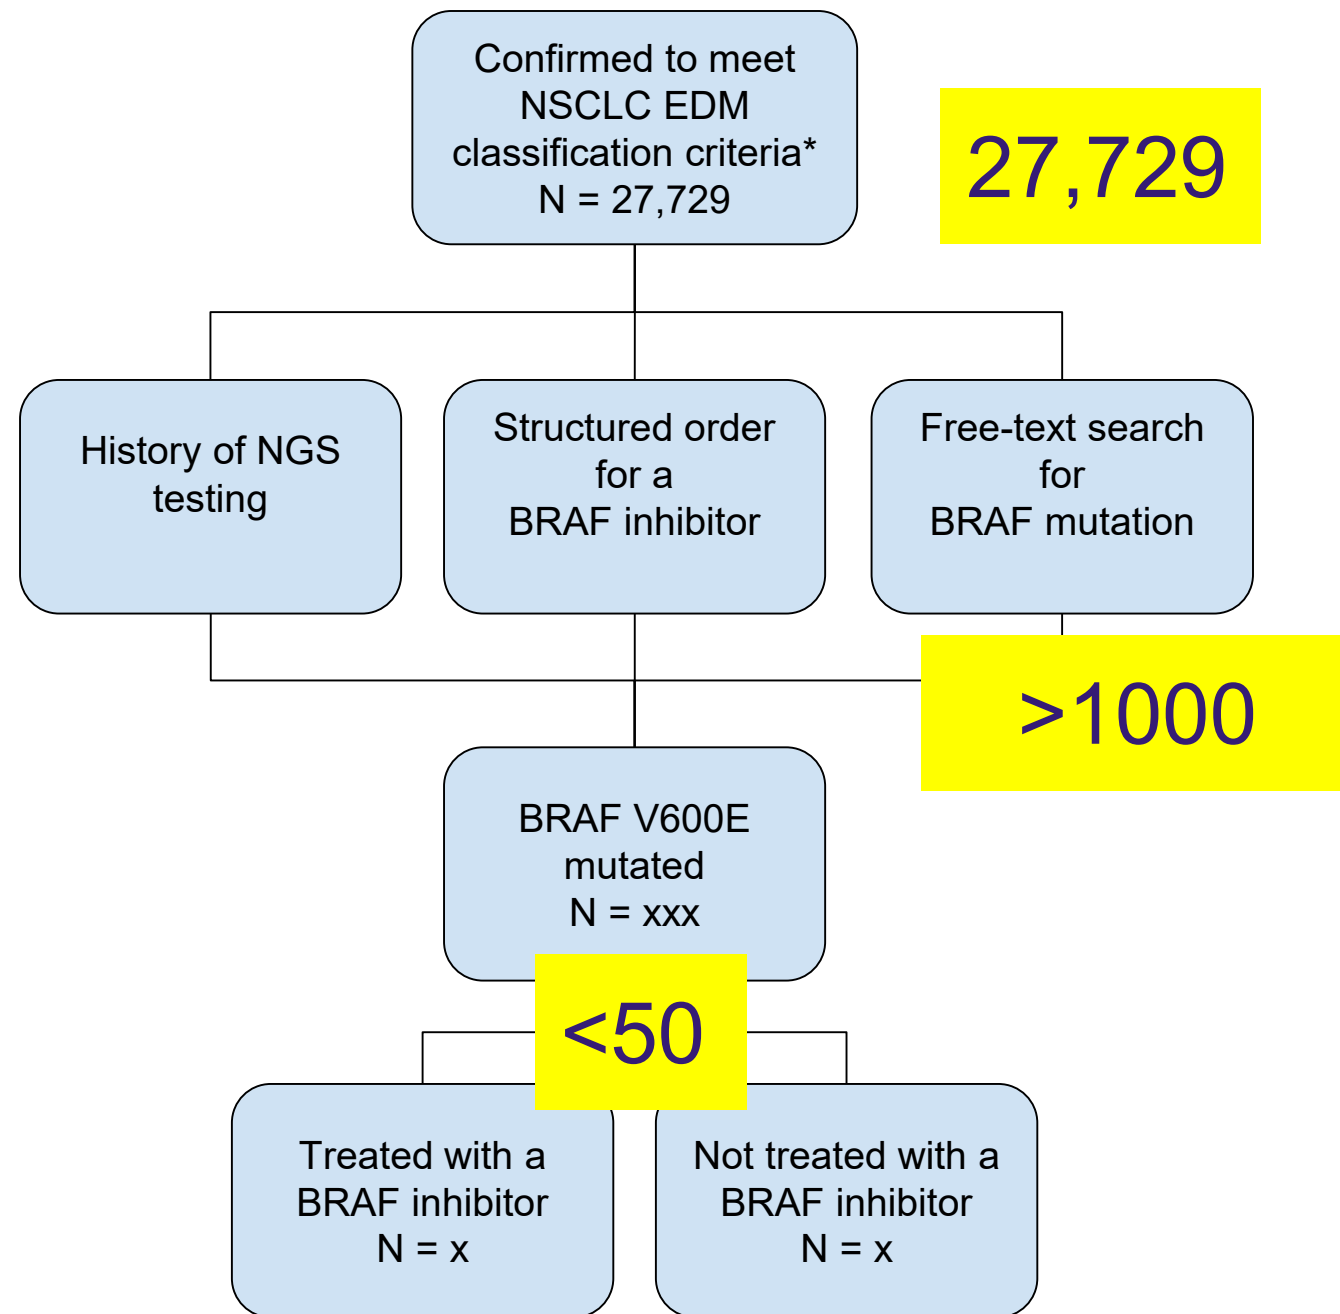 Confirmed to meet
NSCLC EDM
classification criteria*
N = 27,729
27,729
History of NGS
testing
Structured order
for a
BRAF inhibitor
Free-text search
for
BRAF mutation
>1000
BRAF V600E
mutated
N = xxx
<50
Treated with a
BRAF inhibitor
N = x
Not treated with a
BRAF inhibitor
N = x